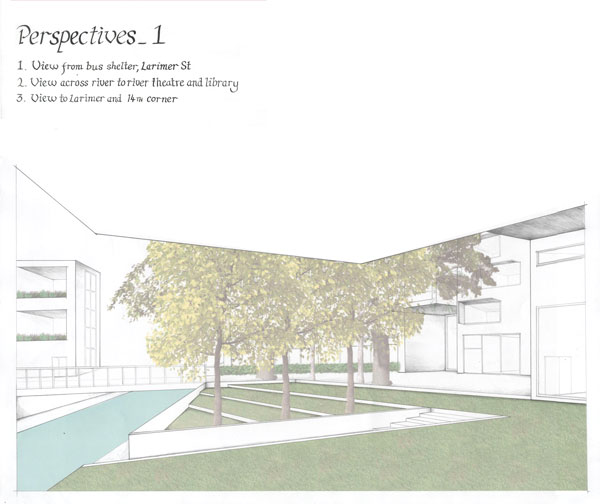 Perspectives_1
1. View from bus shelter, Larimer St
2. View across river to river theatre and library
3. View to Larimer and 14th corner